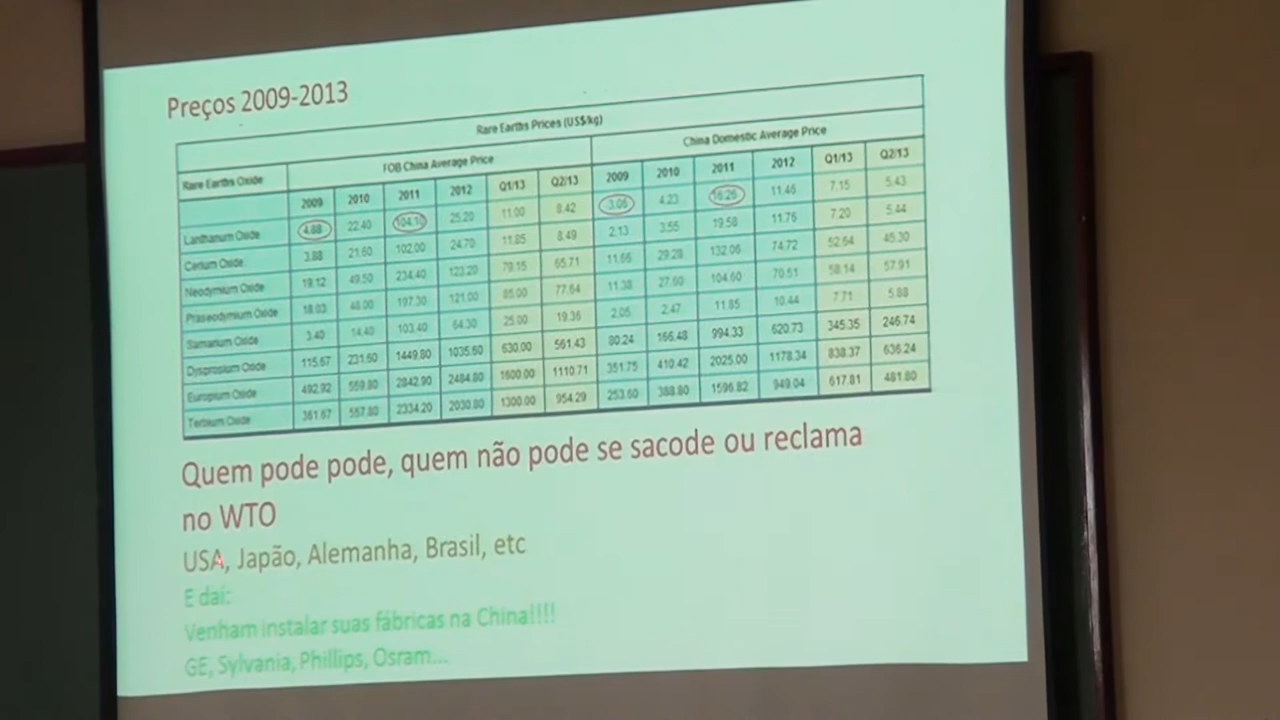 Preços 2009-2013
Rare Earths Prices (US$/kg)
Rare Earths Oxide FOB China Average Price China Domestic Average Price
2009 2010 2011 2012 Q1/13 Q2/13 2009 2010 2011 2012 Q1/13 Q2/13
Lanthanum Oxide 4.88 22.40 104.10 25.20 11.00 8.42 3.06 4.23 16.26 11.46 7.15 5.43
Cerium Oxide 3.88 21.60 102.00 24.70 11.85 8.49 2.13 3.55 19.58 11.76 7.20 5.44
Neodymium Oxide 19.12 49.50 234.40 123.20 79.15 65.71 11.66 29.28 132.06 74.72 52.64 45.30
Praseodymium Oxide 18.03 48.00 197.30 121.00 85.00 77.64 11.38 27.60 104.60 70.51 58.14 57.91
Samarium Oxide 3.40 14.40 103.40 64.30 25.00 19.36 2.05 2.47 11.85 10.44 7.71 5.88
Dysprosium Oxide 115.67 231.60 1449.80 1035.60 630.00 561.43 80.24 166.48 994.33 620.73 345.35 246.74
Europium Oxide 492.92 559.80 2842.90 2484.80 1600.00 1110.71 351.75 410.42 2025.00 1178.34 838.37 636.24
Terbium Oxide 361.67 557.80 2334.20 2030.80 1300.00 954.29 253.60 388.80 1596.82 949.04 617.81 481.80
Quem pode pode, quem não pode se sacode ou reclama
no WTO
USA, Japão, Alemanha, Brasil, etc
E daí:
Venham instalar suas fábricas na China!!!!
GE, Sylvania, Phillips, Osram...